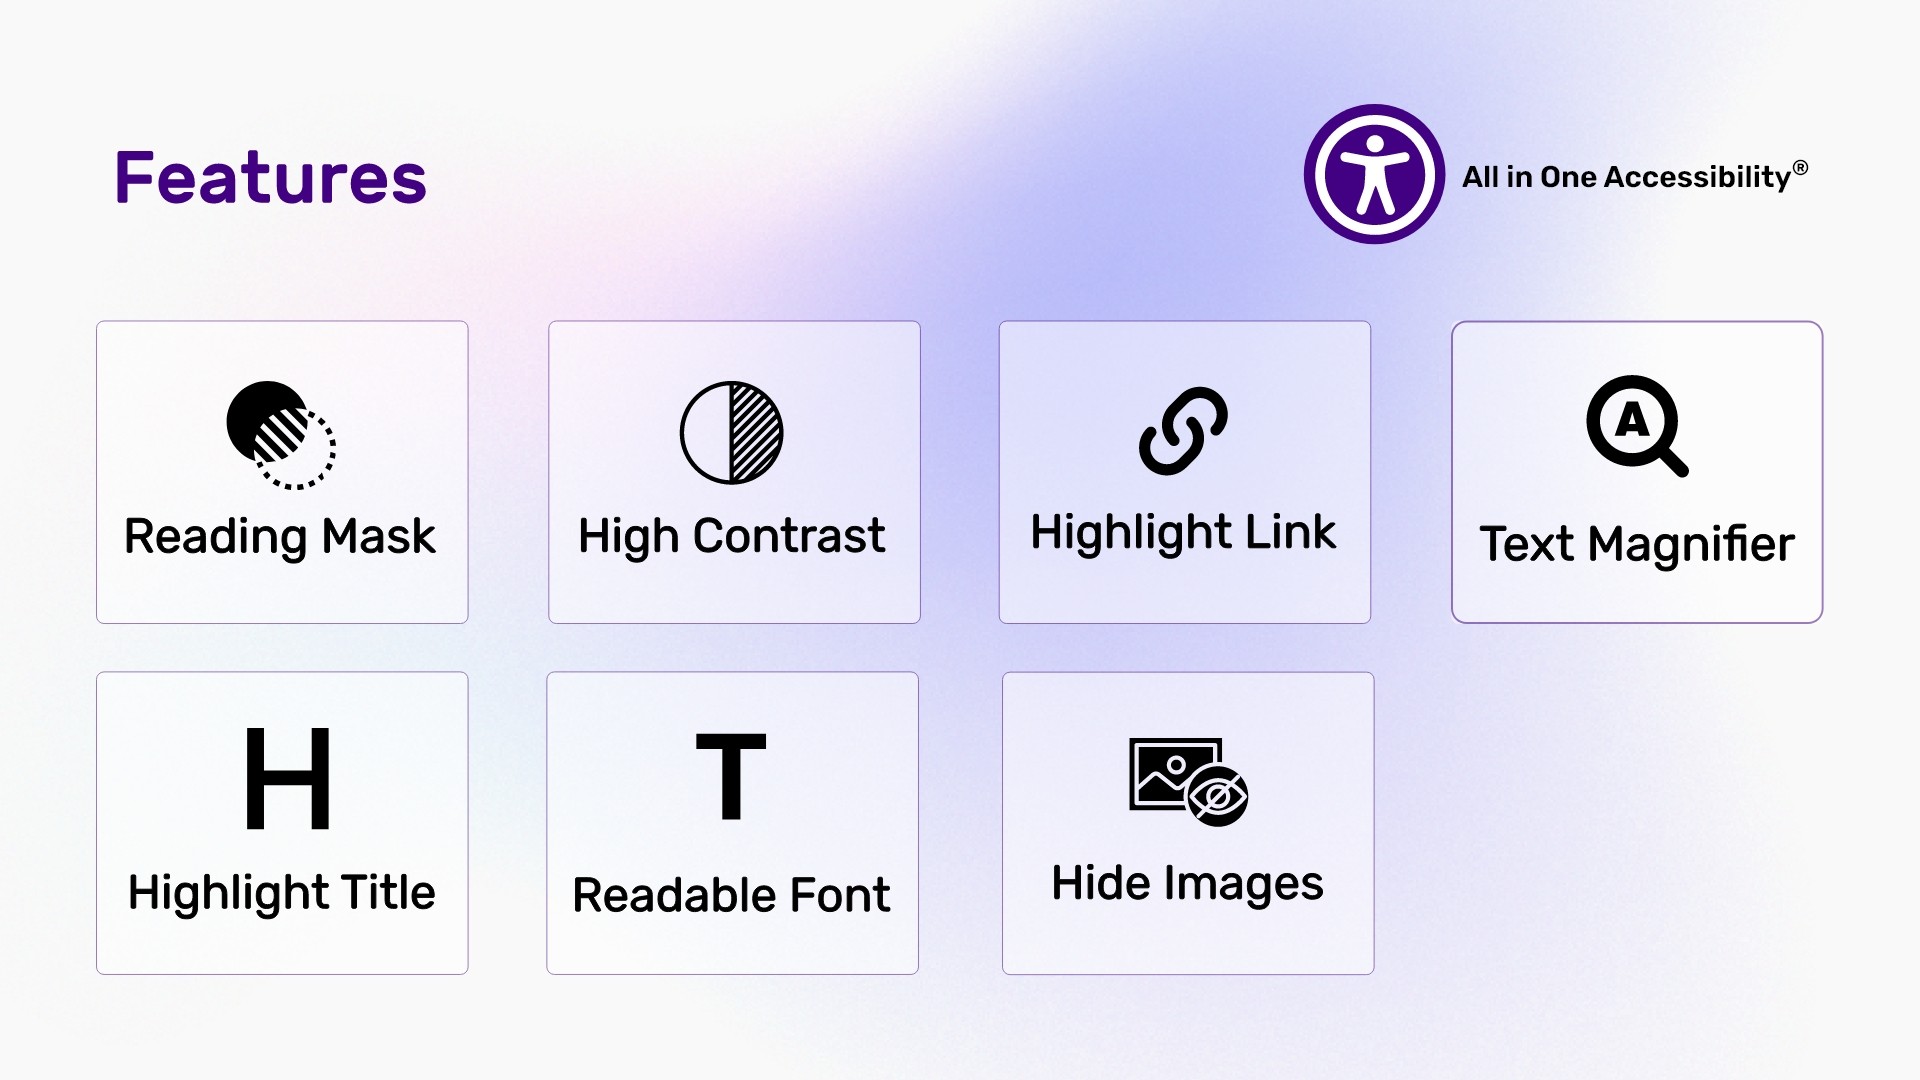 Features
All in One Accessibility®
Reading Mask
High Contrast
Highlight Link
A
Text Magnifier
H
Highlight Title
T
Readable Font
Hide Images